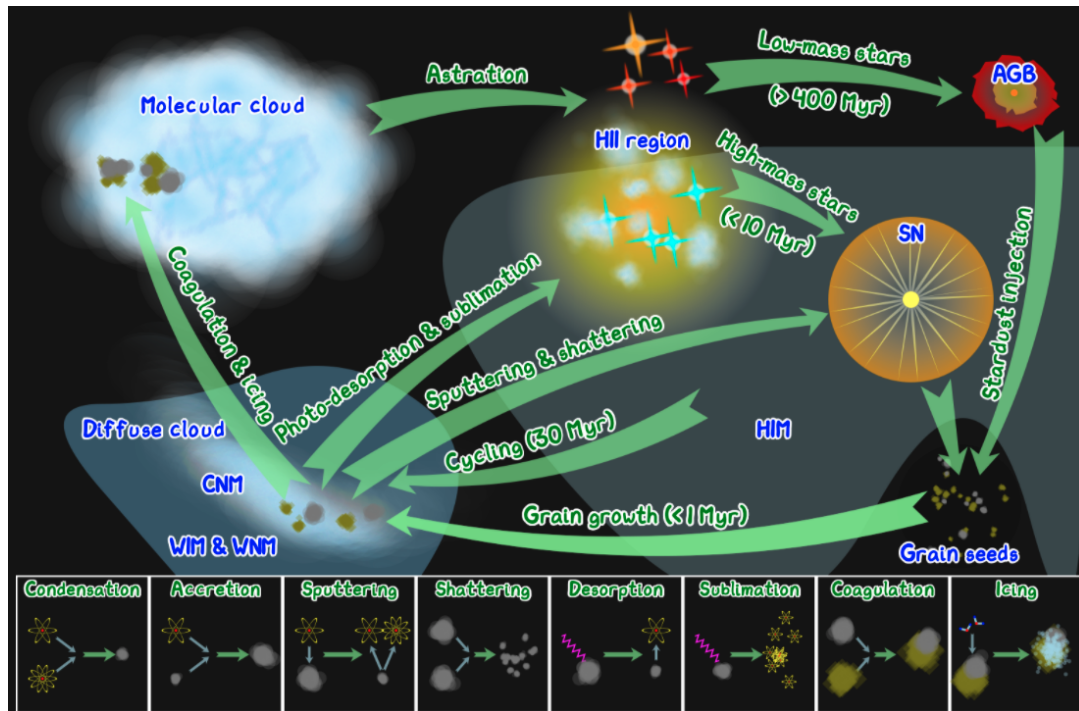 Molecular cloud
Astration
Low-mass stars
(> 400 Myr)
AGB
HII region
High-mass stars
(< 10 Myr)
SN
Stardust injection
Coagulation & icing
Photo-desorption & sublimation
Sputtering & shattering
Cycling (30 Myr)
HIM
Diffuse cloud
CNM
WIM & WNM
Grain growth (< 1 Myr)
Grain seeds
Condensation
Accretion
Sputtering
Shattering
Desorption
Sublimation
Coagulation
Icing